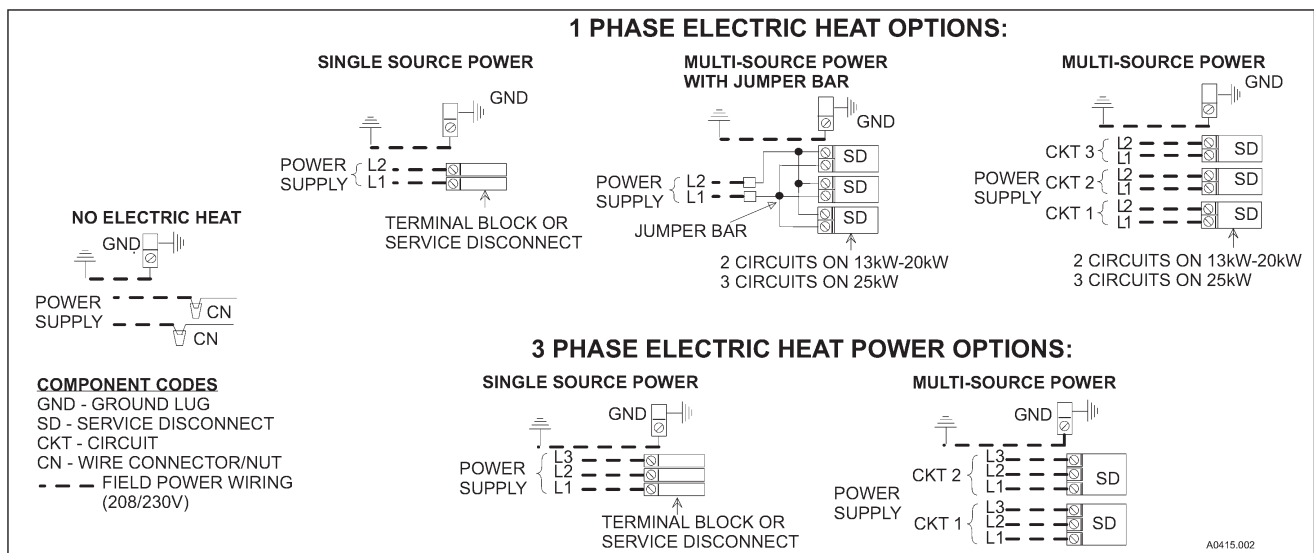 1 PHASE ELECTRIC HEAT OPTIONS:
SINGLE SOURCE POWER
GND
POWER SUPPLY
L2
L1
TERMINAL BLOCK OR
SERVICE DISCONNECT
MULTI-SOURCE POWER
WITH JUMPER BAR
GND
SD
SD
SD
POWER SUPPLY
L2
L1
JUMPER BAR
2 CIRCUITS ON 13kW-20kW
3 CIRCUITS ON 25kW
MULTI-SOURCE POWER
GND
CKT 3
L2
L1
SD
POWER SUPPLY
CKT 2
L2
L1
SD
CKT 1
L2
L1
SD
2 CIRCUITS ON 13kW-20kW
3 CIRCUITS ON 25kW
NO ELECTRIC HEAT
GND
POWER
SUPPLY
CN
CN
COMPONENT CODES
GND - GROUND LUG
SD - SERVICE DISCONNECT
CKT - CIRCUIT
CN - WIRE CONNECTOR/NUT
FIELD POWER WIRING
(208/230V)
3 PHASE ELECTRIC HEAT POWER OPTIONS:
SINGLE SOURCE POWER
GND
POWER
SUPPLY
L3
L2
L1
TERMINAL BLOCK OR
SERVICE DISCONNECT
MULTI-SOURCE POWER
GND
POWER
SUPPLY
CKT 2
L3
L2
L1
SD
CKT 1
L3
L2
L1
SD
A0415.002